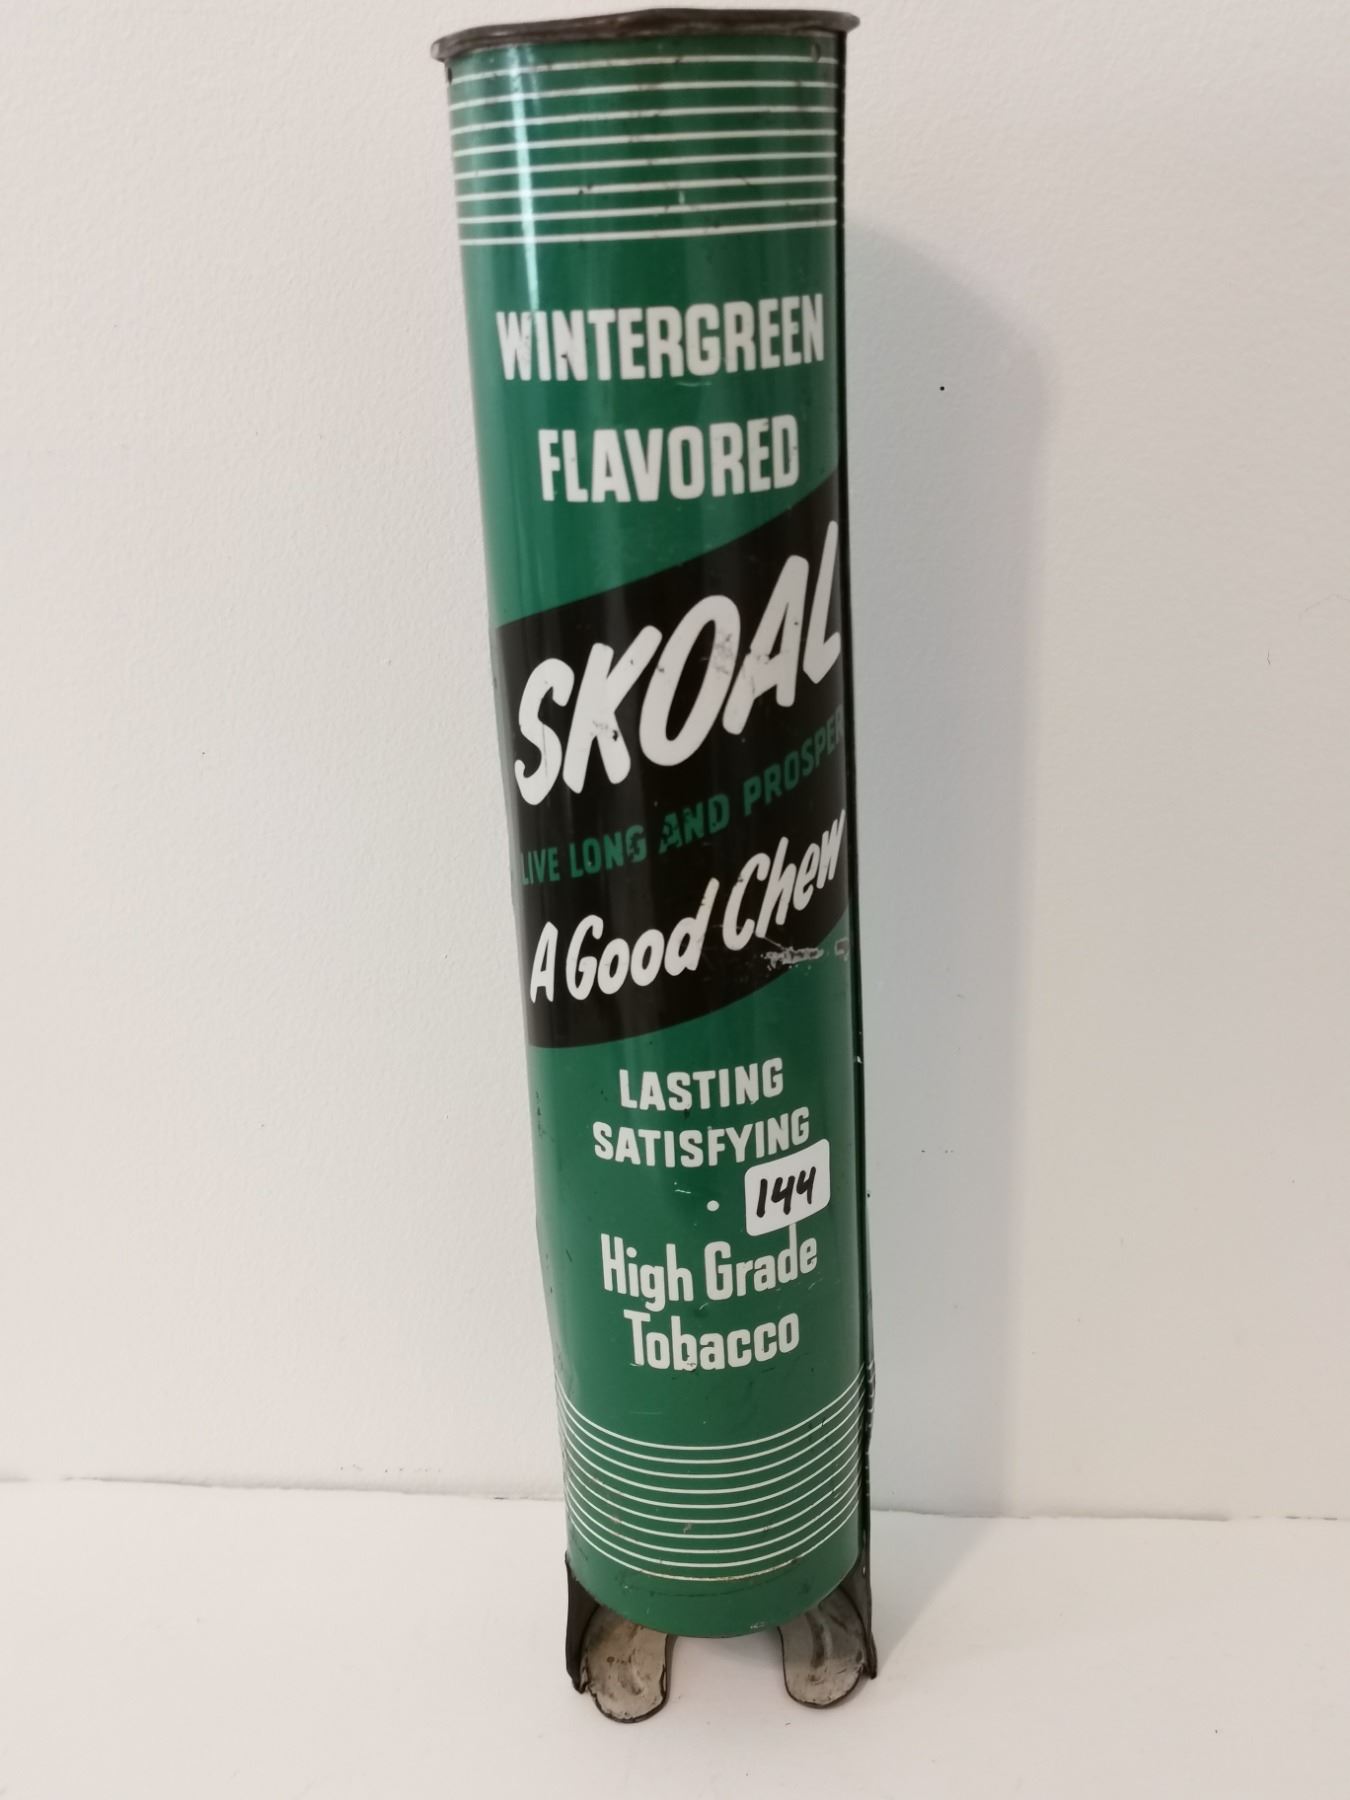 WINTERGREEN
FLAVORED
SKOAL
LIVE LONG AND PROSPER
A Good Chew
LASTING
SATISFYING
144
High Grade
Tobacco